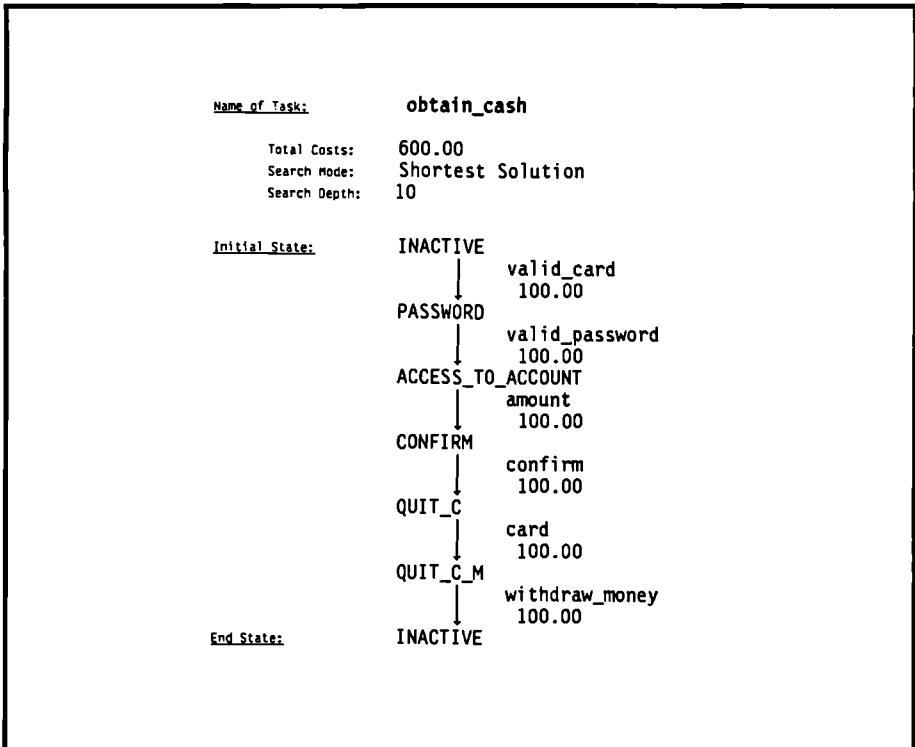 Name of Task: obtain_cash
Total Costs: 600.00
Search Mode: Shortest Solution
Search Depth: 10
Initial State: INACTIVE
valid_card
100.00
PASSWORD
valid_password
100.00
ACCESS_TO_ACCOUNT
amount
100.00
CONFIRM
confirm
100.00
QUIT_C
card
100.00
QUIT_C_M
withdraw_money
100.00
End State: INACTIVE